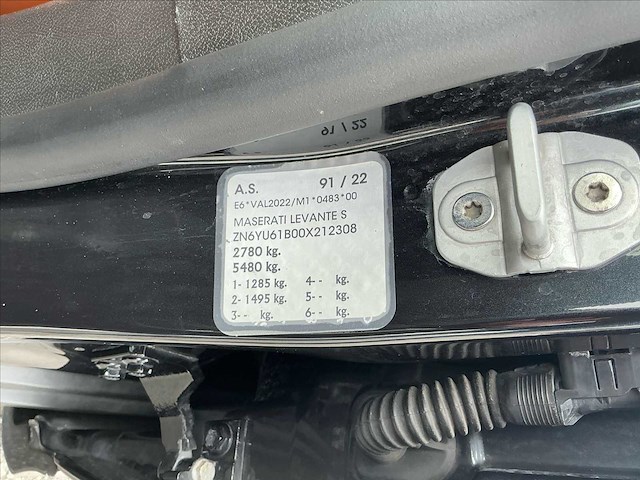 A.S. 91 / 22
E6*VAL2022/M1*0483*00
MASERATI LEVANTE S
ZN6YU61B00X212308
2780 kg.
5480 kg.
1- 1285 kg. 4-- kg.
2- 1495 kg. 5-- kg.
3-- kg. 6-- kg.